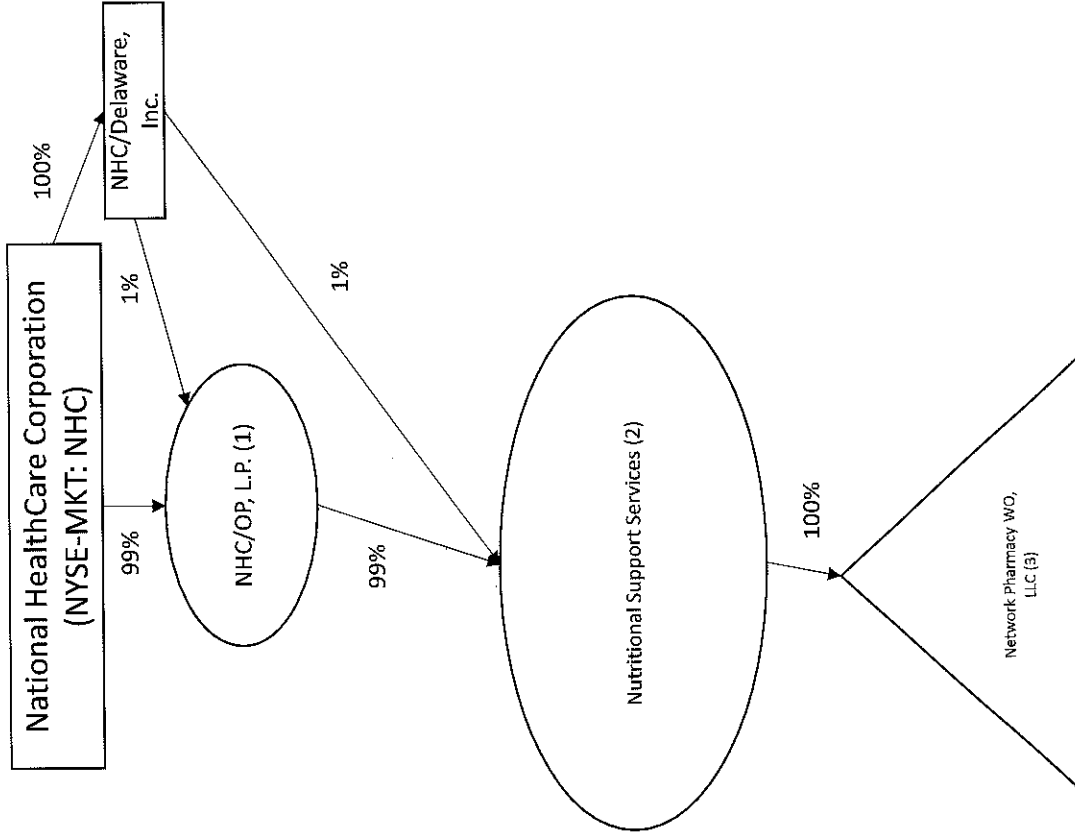 National HealthCare Corporation
(NYSE-MKT: NHC)
100%
NHC/Delaware,
Inc.
99%
1%
NHC/OP, L.P. (1)
99%
1%
Nutritional Support Services (2)
100%
Network Pharmacy WO,
LLC (3)